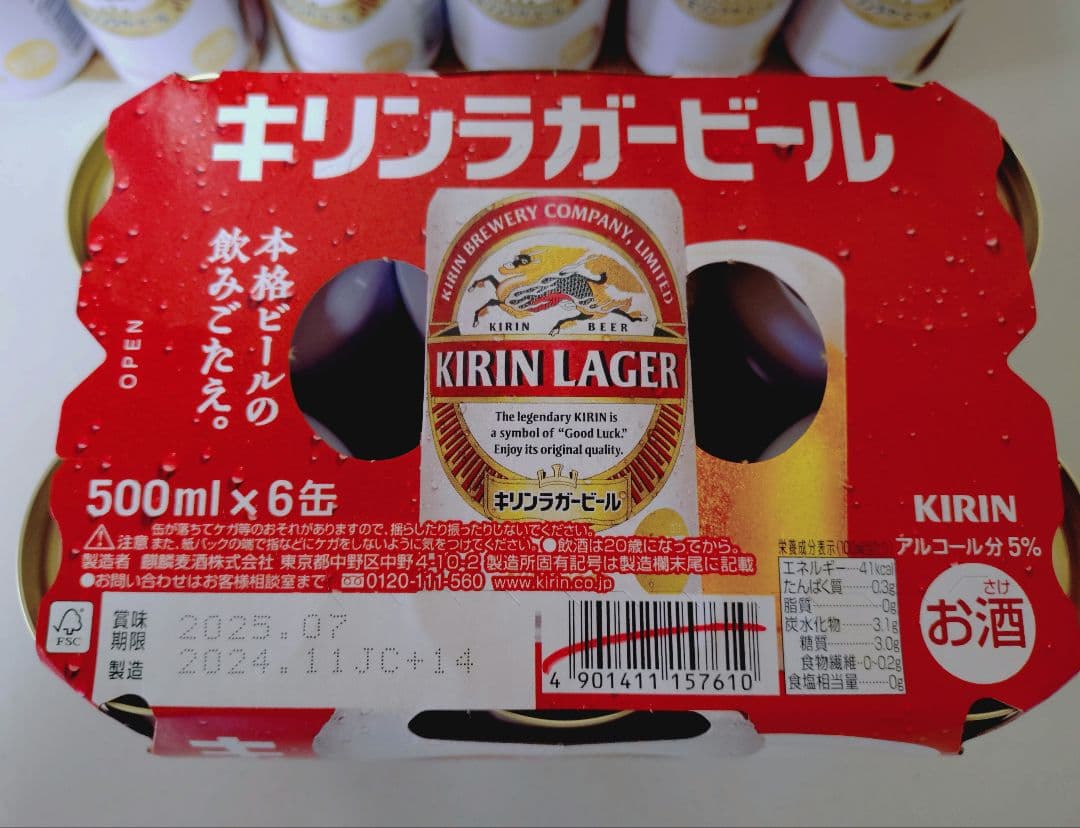 キリンラガービール
本格ビールの
飲みごたえ。
OPEN
KIRIN BREWERY COMPANY, LIMITED
KIRIN BEER
KIRIN LAGER
The legendary KIRIN is
a symbol of "Good Luck."
Enjoy its original quality.
キリンラガービール
500ml×6缶
缶が落ちてケガ等のおそれがありますので、揺らしたり振ったりしないでください。
注意 また、紙パックの端で指などにケガをしないように気をつけてください。 ●飲酒は20歳になってから。
製造者 麒麟麦酒株式会社 東京都中野区中野4-10-2 製造所固有記号は製造欄末尾に記載
●お問い合わせはお客様相談室まで 0120-111-560 www.kirin.co.jp
FSC
賞味
期限
2025.07
製造
2024.11JC+14
4 901411 157610
栄養成分表示
エネルギー…41kcal
たんぱく質……0.3g
脂質……0g
炭水化物……3.1g
糖質……3.0g
食物繊維…0~0.2g
食塩相当量……0g
KIRIN
アルコール分5%
さけ
お酒